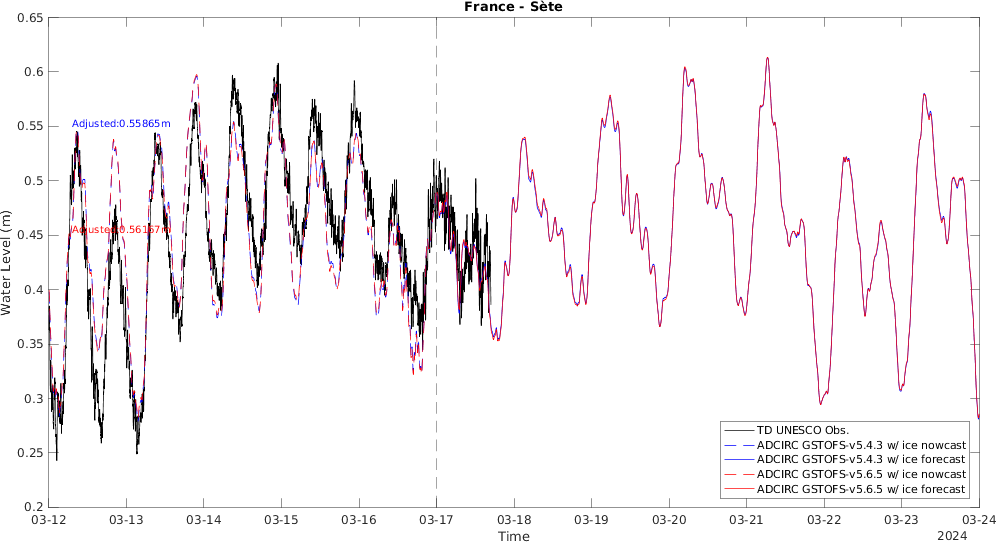 France - Sète
0.65
0.6
0.55
0.5
0.45
0.4
0.35
0.3
0.25
0.2
Water Level (m)
Adjusted:0.55865m
Adjusted:0.56167m
TD UNESCO Obs.
ADCIRC GSTOFS-v5.4.3 w/ ice nowcast
ADCIRC GSTOFS-v5.4.3 w/ ice forecast
ADCIRC GSTOFS-v5.6.5 w/ ice nowcast
ADCIRC GSTOFS-v5.6.5 w/ ice forecast
03-12 03-13 03-14 03-15 03-16 03-17 03-18 03-19 03-20 03-21 03-22 03-23 03-24
Time
2024